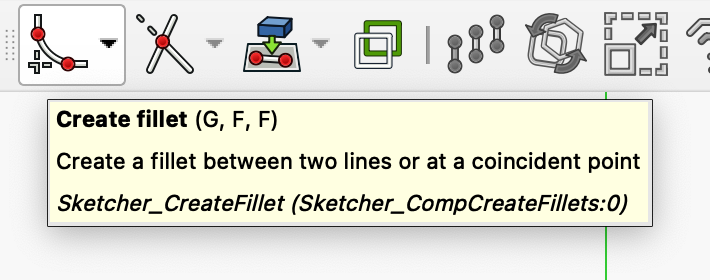 Create fillet (G, F, F)
Create a fillet between two lines or at a coincident point
Sketcher_CreateFillet (Sketcher_CompCreateFillets:0)